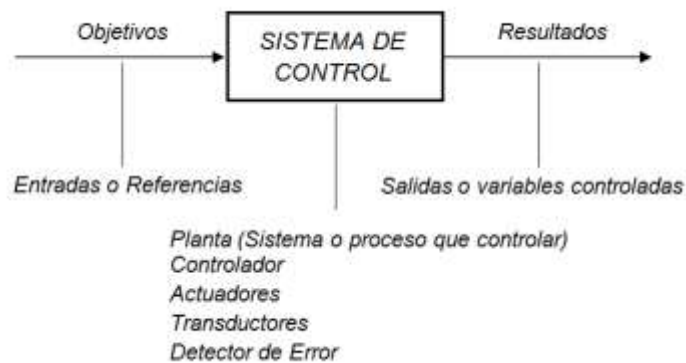 Objetivos
SISTEMA DE
CONTROL
Resultados
Entradas o Referencias
Salidas o variables controladas
Planta (Sistema o proceso que controlar)
Controlador
Actuadores
Transductores
Detector de Error